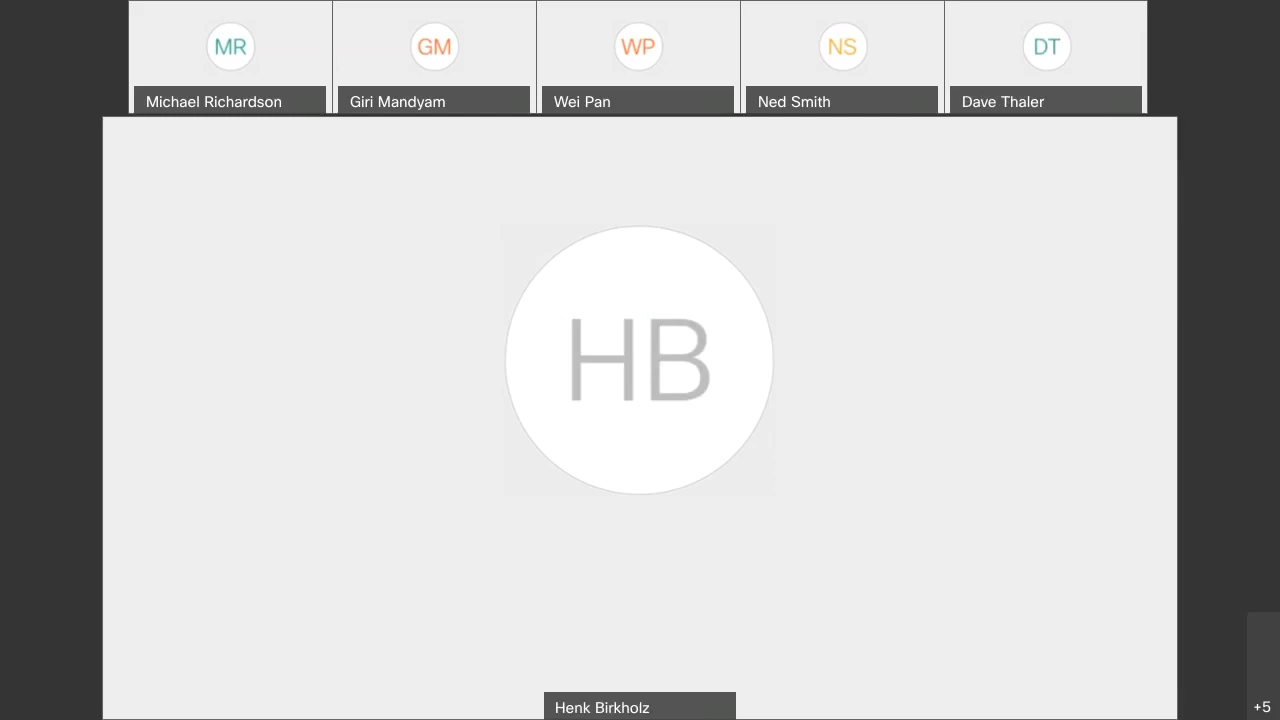 MR
GM
WP
NS
DT
Michael Richardson
Giri Mandyam
Wei Pan
Ned Smith
Dave Thaler
HB
Henk Birkholz
+5